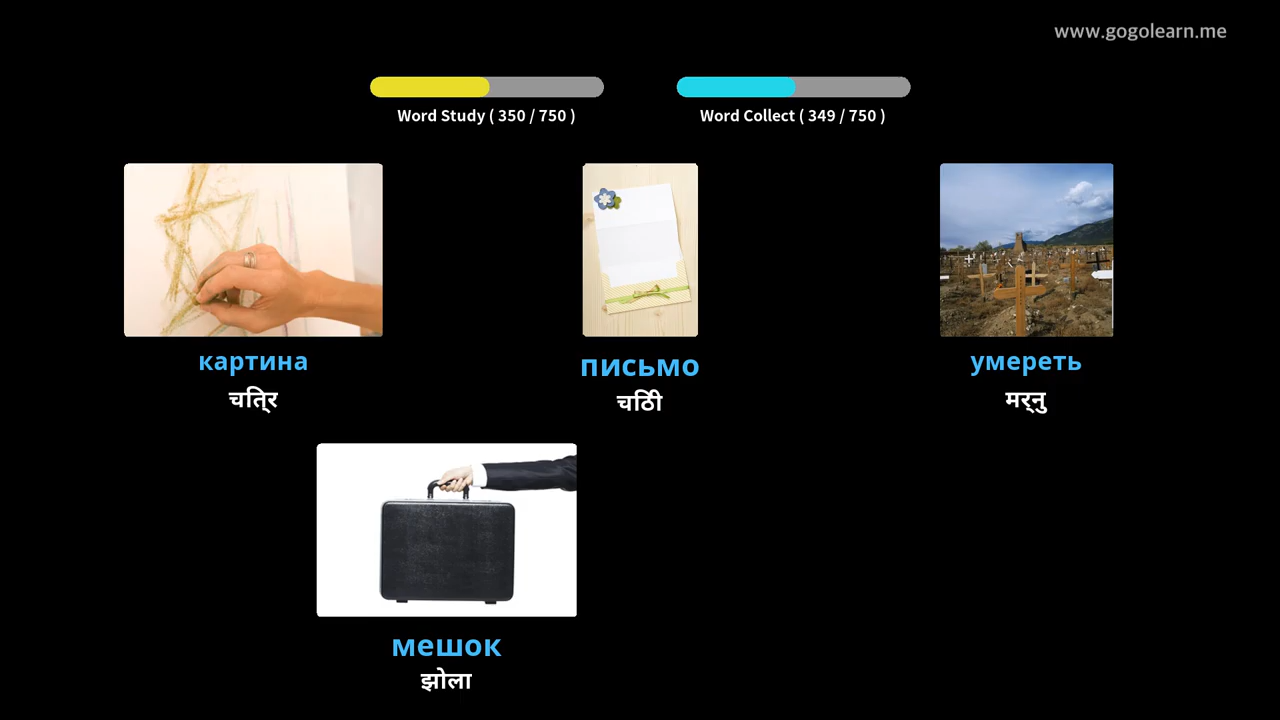 www.gogolearn.me
Word Study ( 350 / 750 )
Word Collect ( 349 / 750 )
картина
चित्र
письмо
चिठी
умереть
मर्नु
мешок
झोला